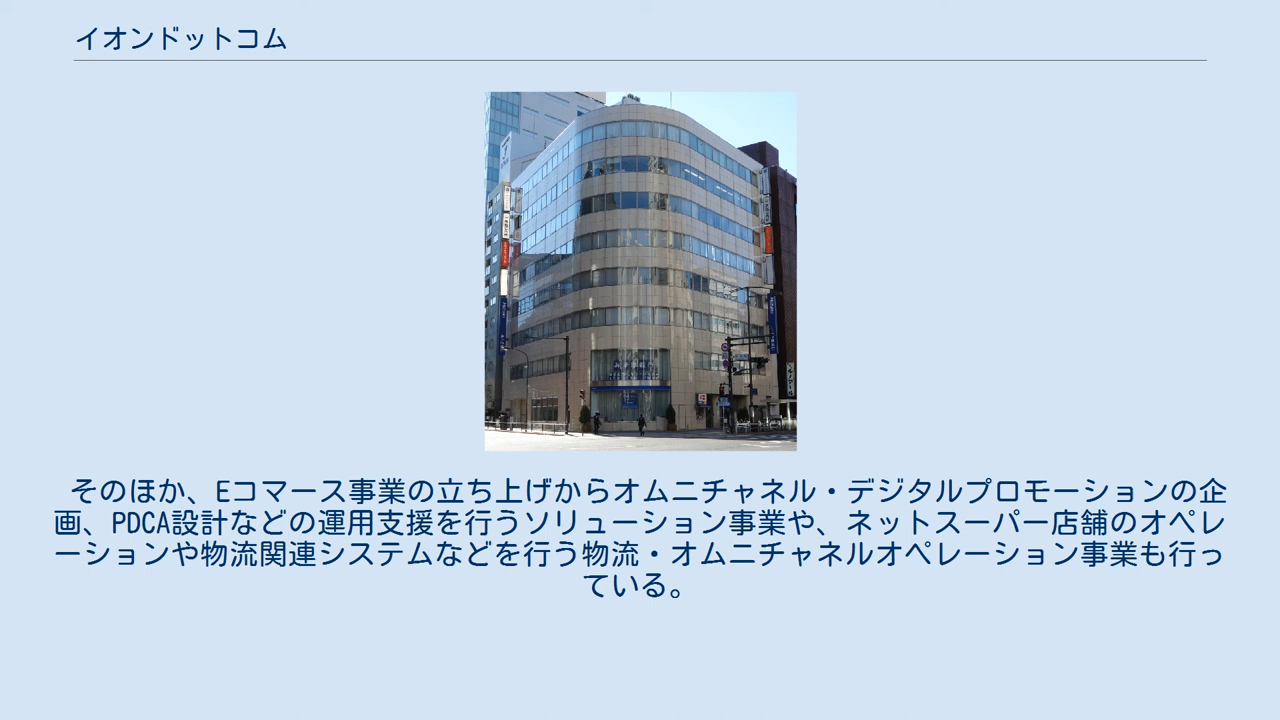 イオンドットコム
そのほか、Eコマース事業の立ち上げからオムニチャネル・デジタルプロモーションの企
画、PDCA設計などの運用支援を行うソリューション事業や、ネットスーパー店舗のオペレ
ーションや物流関連システムなどを行う物流・オムニチャネルオペレーション事業も行っ
ている。